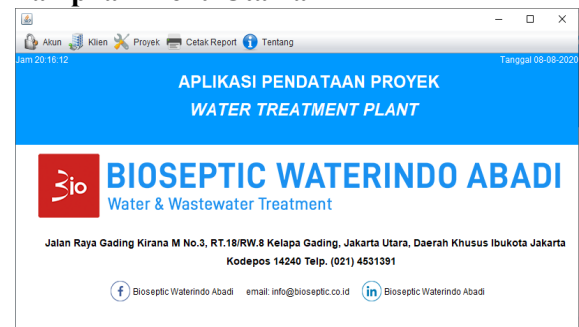 Akun Klien Proyek Cetak Report Tentang
Jam 20:16:12 Tanggal 08-08-2020
APLIKASI PENDATAAN PROYEK
WATER TREATMENT PLANT
3io BIOSEPTIC WATERINDO ABADI
Water & Wastewater Treatment
Jalan Raya Gading Kirana M No.3, RT.18/RW.8 Kelapa Gading, Jakarta Utara, Daerah Khusus Ibukota Jakarta
Kodepos 14240 Telp. (021) 4531391
f Bioseptic Waterindo Abadi email: info@bioseptic.co.id in Bioseptic Waterindo Abadi